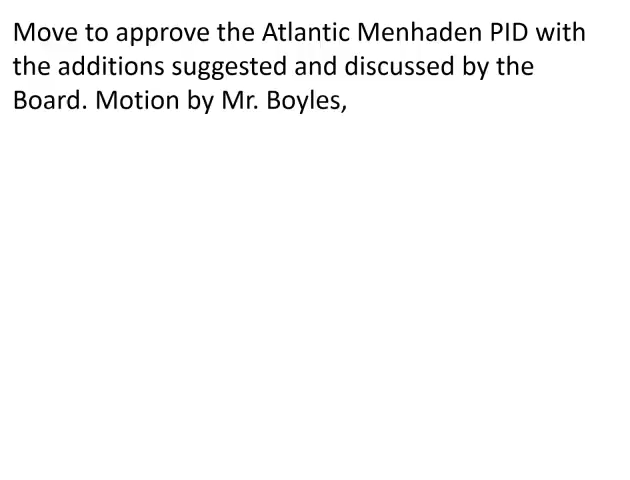 Move to approve the Atlantic Menhaden PID with
the additions suggested and discussed by the
Board. Motion by Mr. Boyles,